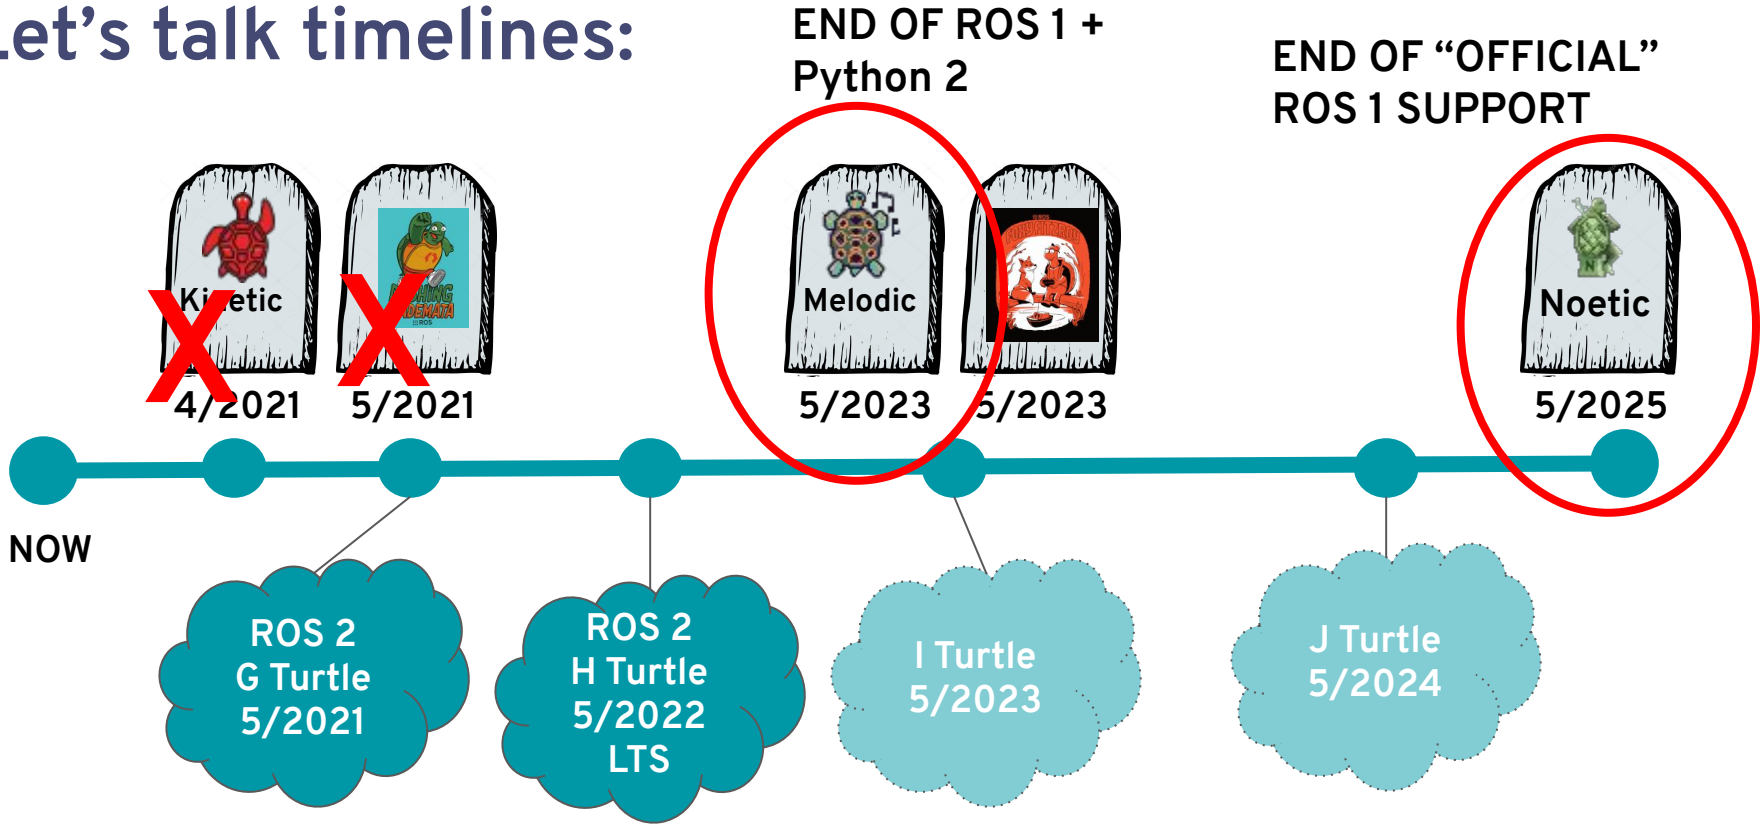 Let's talk timelines:
END OF ROS 1 +
Python 2
END OF “OFFICIAL”
ROS 1 SUPPORT
Kinetic
ROS
Melodic
Noetic
N
X
X
4/2021
5/2021
5/2023
5/2023
5/2025
NOW
ROS 2
G Turtle
5/2021
ROS 2
H Turtle
5/2022
LTS
I Turtle
5/2023
J Turtle
5/2024